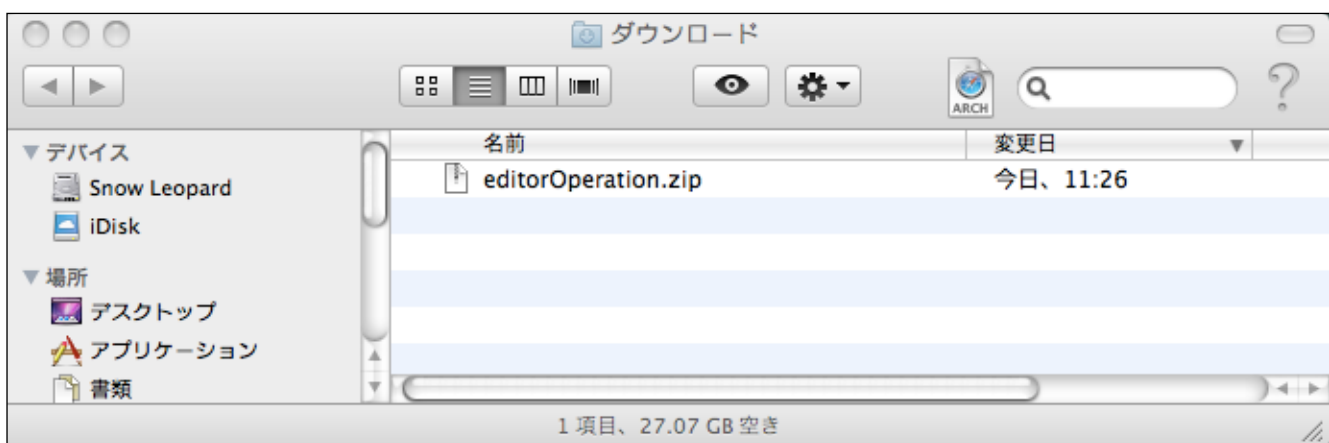 ダウンロード
ARCH
?
▼ デバイス
Snow Leopard
iDisk
▼ 場所
デスクトップ
アプリケーション
書類
名前 変更日 ▼
editorOperation.zip 今日、11:26
1 項目、27.07 GB 空き